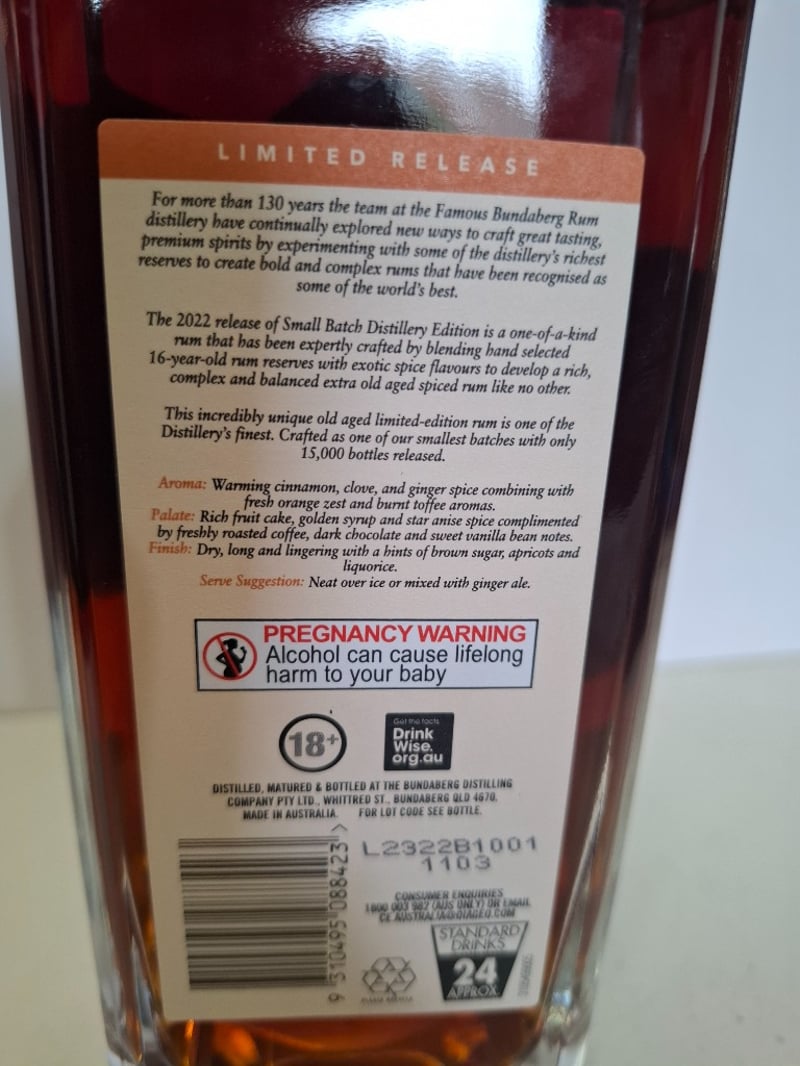 LIMITED RELEASE
For more than 130 years the team at the Famous Bundaberg Rum
distillery have continually explored new ways to craft great tasting,
premium spirits by experimenting with some of the distillery's richest
reserves to create bold and complex rums that have been recognised as
some of the world's best.
The 2022 release of Small Batch Distillery Edition is a one-of-a-kind
rum that has been expertly crafted by blending hand selected
16-year-old rum reserves with exotic spice flavours to develop a rich,
complex and balanced extra old aged spiced rum like no other.
This incredibly unique old aged limited-edition rum is one of the
Distillery's finest. Crafted as one of our smallest batches with only
15,000 bottles released.
Aroma: Warming cinnamon, clove, and ginger spice combining with
fresh orange zest and burnt toffee aromas.
Palate: Rich fruit cake, golden syrup and star anise spice complimented
by freshly roasted coffee, dark chocolate and sweet vanilla bean notes.
Finish: Dry, long and lingering with a hints of brown sugar, apricots and
liquorice.
Serve Suggestion: Neat over ice or mixed with ginger ale.
PREGNANCY WARNING
Alcohol can cause lifelong
harm to your baby
18+
Get the facts
Drink
Wise.
org.au
DISTILLED, MATURED & BOTTLED AT THE BUNDABERG DISTILLING
COMPANY PTY LTD., WHITTRED ST., BUNDABERG QLD 4670.
MADE IN AUSTRALIA. FOR LOT CODE SEE BOTTLE.
L2322B1001
1103
9 310495 088423 >
CONSUMER ENQUIRIES
1800 003 982 (AUS ONLY) OR EMAIL
CE.AUSTRALIA@DIAGEO.COM
STANDARD
DRINKS
24
APPROX.